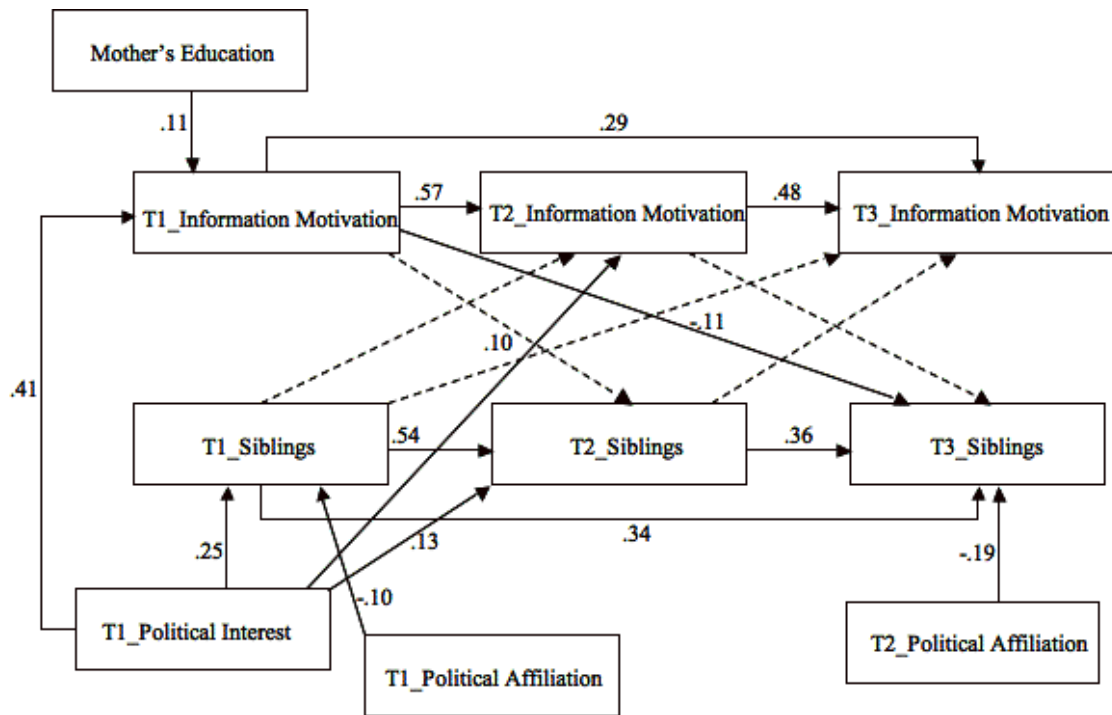 Mother's Education
.11
.29
T1_Information Motivation
.57
T2_Information Motivation
.48
T3_Information Motivation
-.11
.10
.41
T1_Siblings
.54
T2_Siblings
.36
T3_Siblings
.25
.13
.34
-.19
-.10
T1_Political Interest
T1_Political Affiliation
T2_Political Affiliation